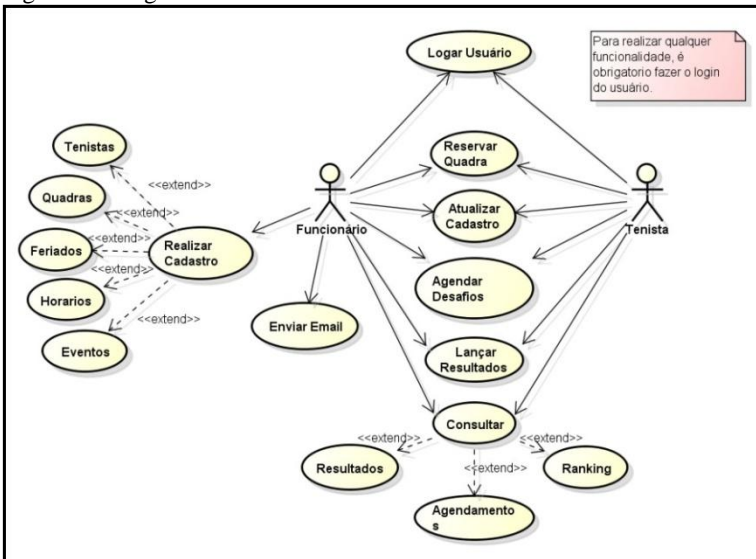 Logar Usuário
Para realizar qualquer
funcionalidade, é
obrigatorio fazer o login
do usuário.
Tenistas
<<extend>>
Quadras
<<extend>>
Feriados
<<extend>>
Horarios
<<extend>>
Eventos
<<extend>>
Realizar
Cadastro
Funcionário
Enviar Email
Reservar
Quadra
Atualizar
Cadastro
Agendar
Desafios
Lançar
Resultados
Tenista
Consultar
<<extend>>
<<extend>>
<<extend>>
Resultados
Ranking
Agendamento
s